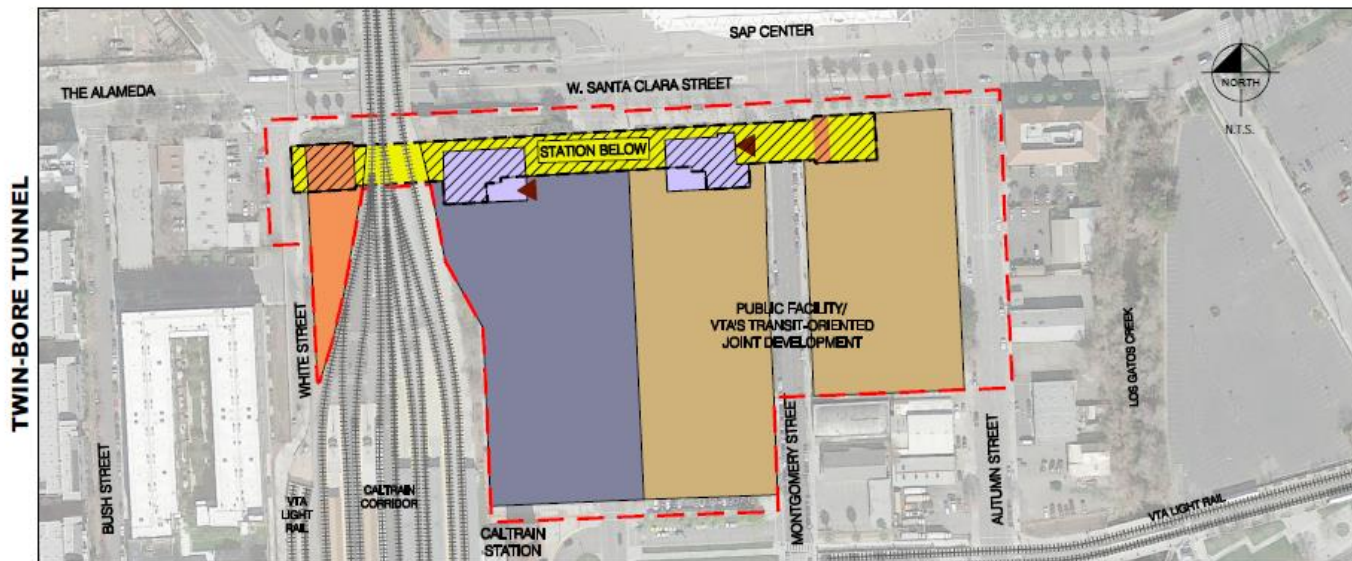 SAP CENTER
THE ALAMEDA
W. SANTA CLARA STREET
NORTH
N.T.S.
STATION BELOW
TWIN-BORE TUNNEL
PUBLIC FACILITY/
VTA'S TRANSIT-ORIENTED
JOINT DEVELOPMENT
WHITE STREET
LOS GATOS CREEK
BUSH STREET
VTA
LIGHT
RAIL
CALTRAIN
CORRIDOR
MONTGOMERY STREET
AUTUMN STREET
VTA LIGHT RAIL
CALTRAIN
STATION